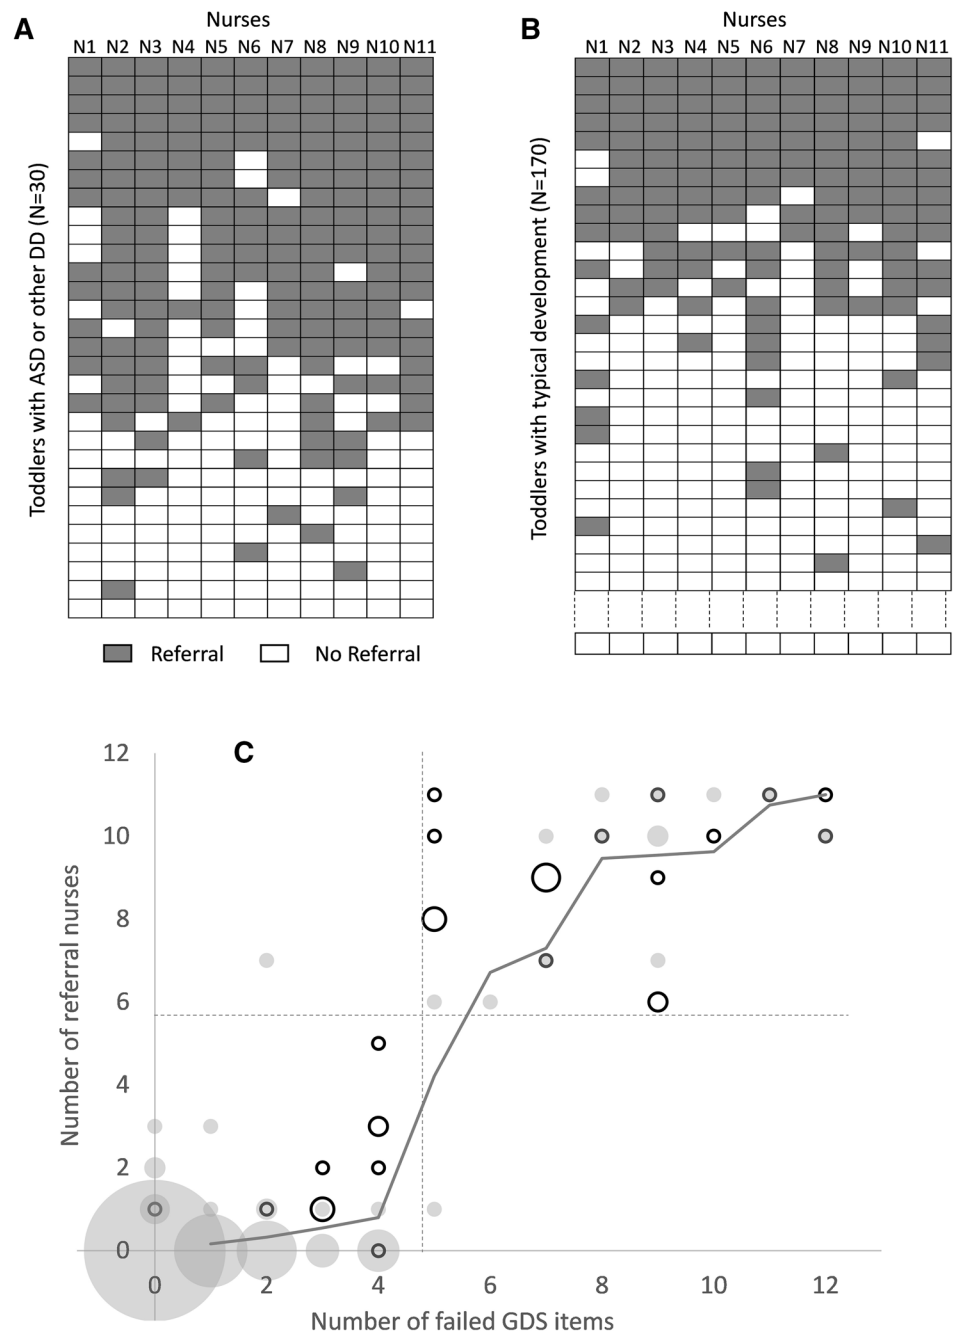 A
Nurses
N1 N2 N3 N4 N5 N6 N7 N8 N9 N10 N11
Toddlers with ASD or other DD (N=30)
Referral
No Referral
B
Nurses
N1 N2 N3 N4 N5 N6 N7 N8 N9 N10 N11
Toddlers with typical development (N=170)
C
12
10
8
6
4
2
0
Number of referral nurses
0 2 4 6 8 10 12
Number of failed GDS items